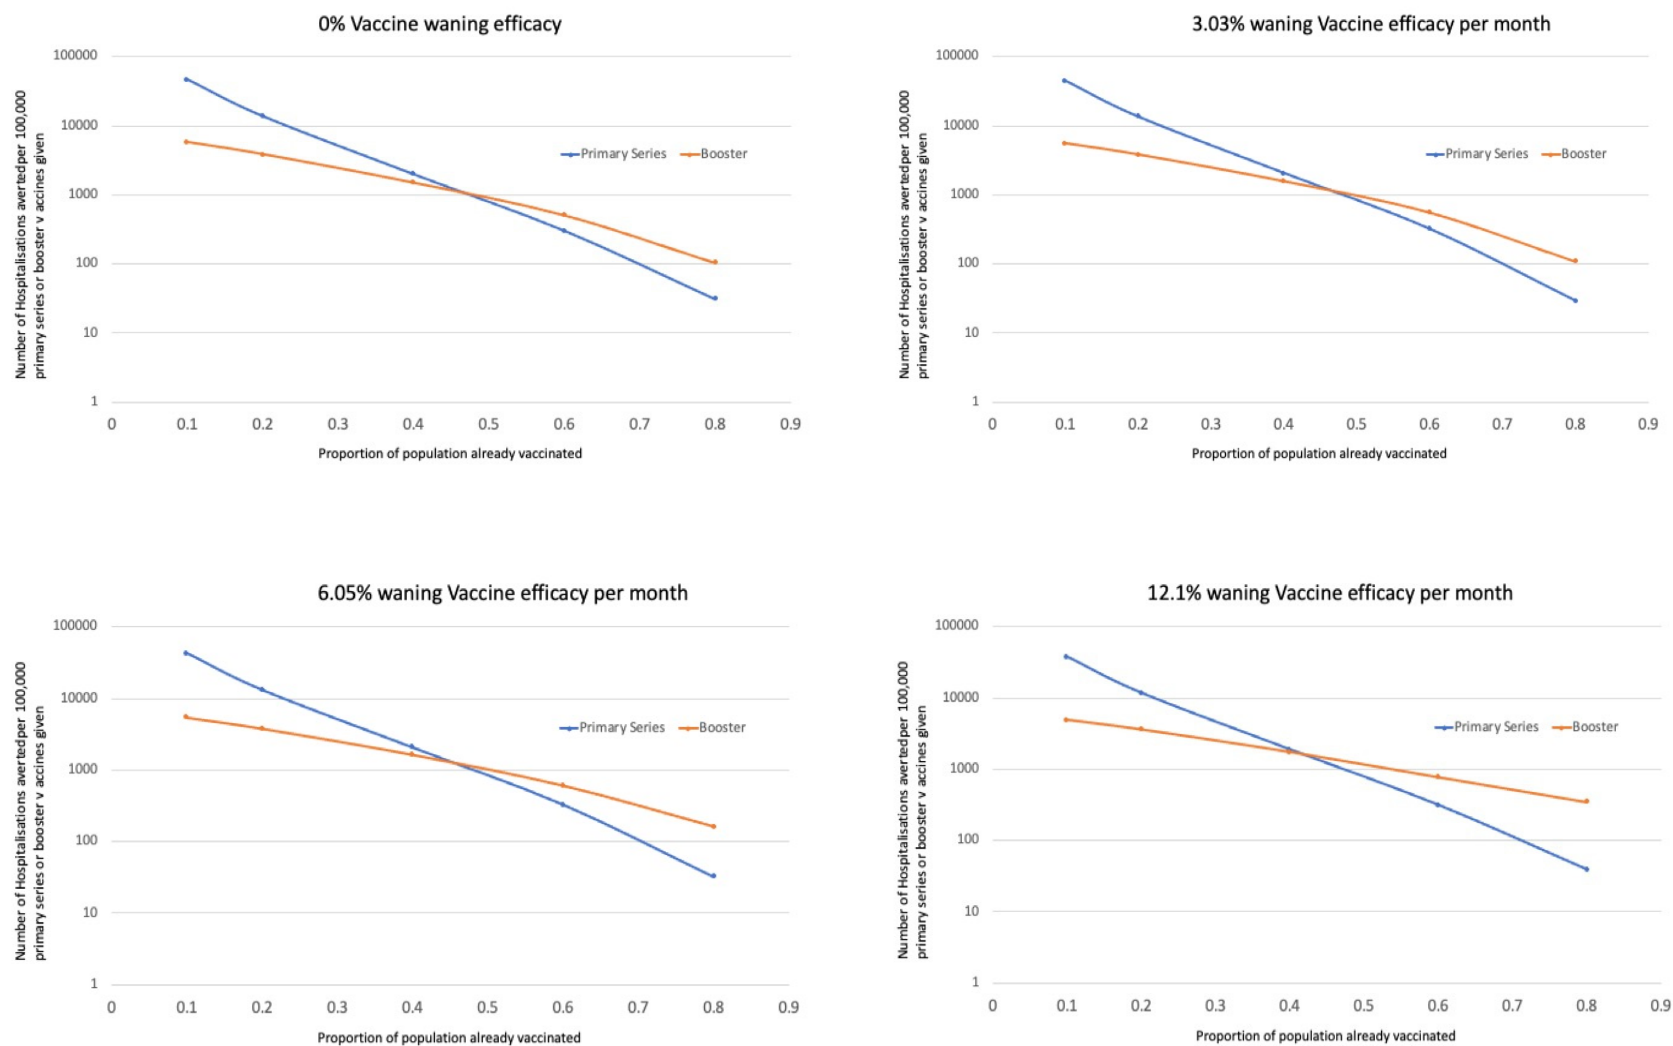 0% Vaccine waning efficacy
100000
10000
1000
100
10
1
Number of Hospitalisations avertedper 100,000
primary series or booster v accines given
Primary Series Booster
0 0.1 0.2 0.3 0.4 0.5 0.6 0.7 0.8 0.9
Proportion of population already vaccinated
3.03% waning Vaccine efficacy per month
100000
10000
1000
100
10
1
Number of Hospitalisations avertedper 100,000
primary series or booster v accines given
Primary Series Booster
0 0.1 0.2 0.3 0.4 0.5 0.6 0.7 0.8 0.9
Proportion of population already vaccinated
6.05% waning Vaccine efficacy per month
100000
10000
1000
100
10
1
Number of Hospitalisations avertedper 100,000
primary series or booster v accines given
Primary Series Booster
0 0.1 0.2 0.3 0.4 0.5 0.6 0.7 0.8 0.9
Proportion of population already vaccinated
12.1% waning Vaccine efficacy per month
100000
10000
1000
100
10
1
Number of Hospitalisations avertedper 100,000
primary series or booster v accines given
Primary Series Booster
0 0.1 0.2 0.3 0.4 0.5 0.6 0.7 0.8 0.9
Proportion of population already vaccinated